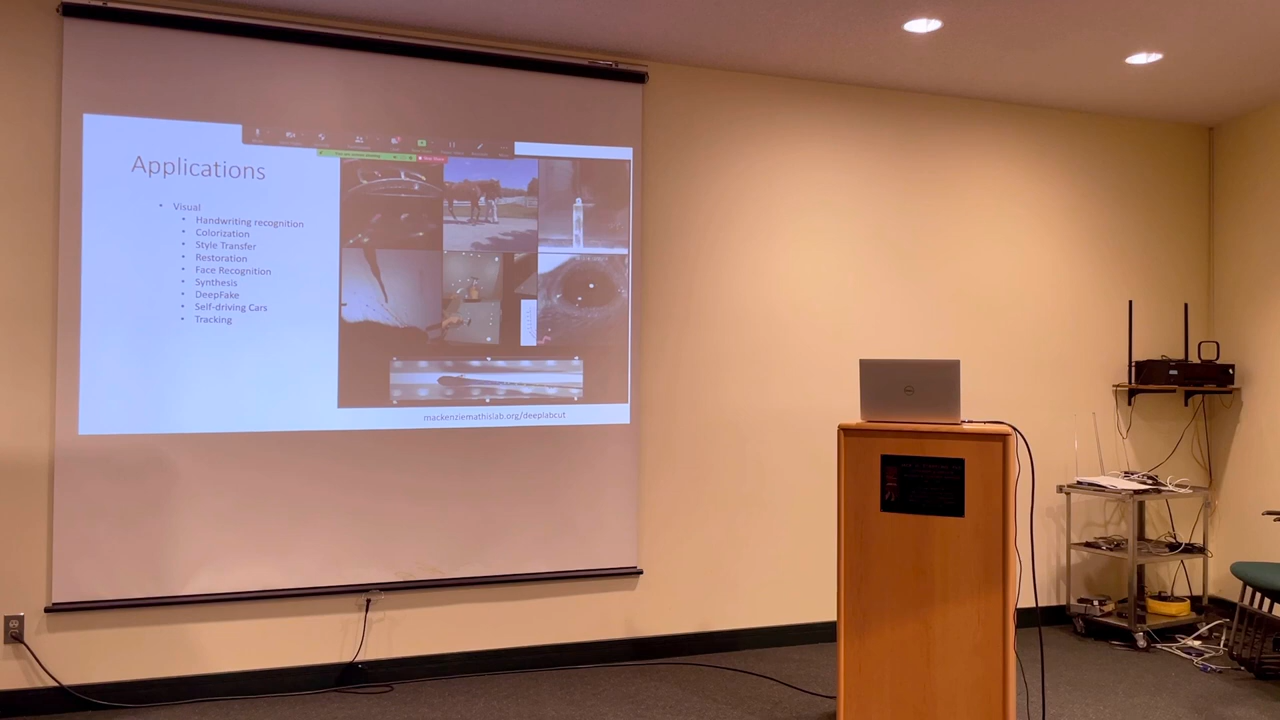 Applications
• Visual
• Handwriting recognition
• Colorization
• Style Transfer
• Restoration
• Face Recognition
• Synthesis
• DeepFake
• Self-driving Cars
• Tracking
mackenziemathislab.org/deeplabcut
DELL